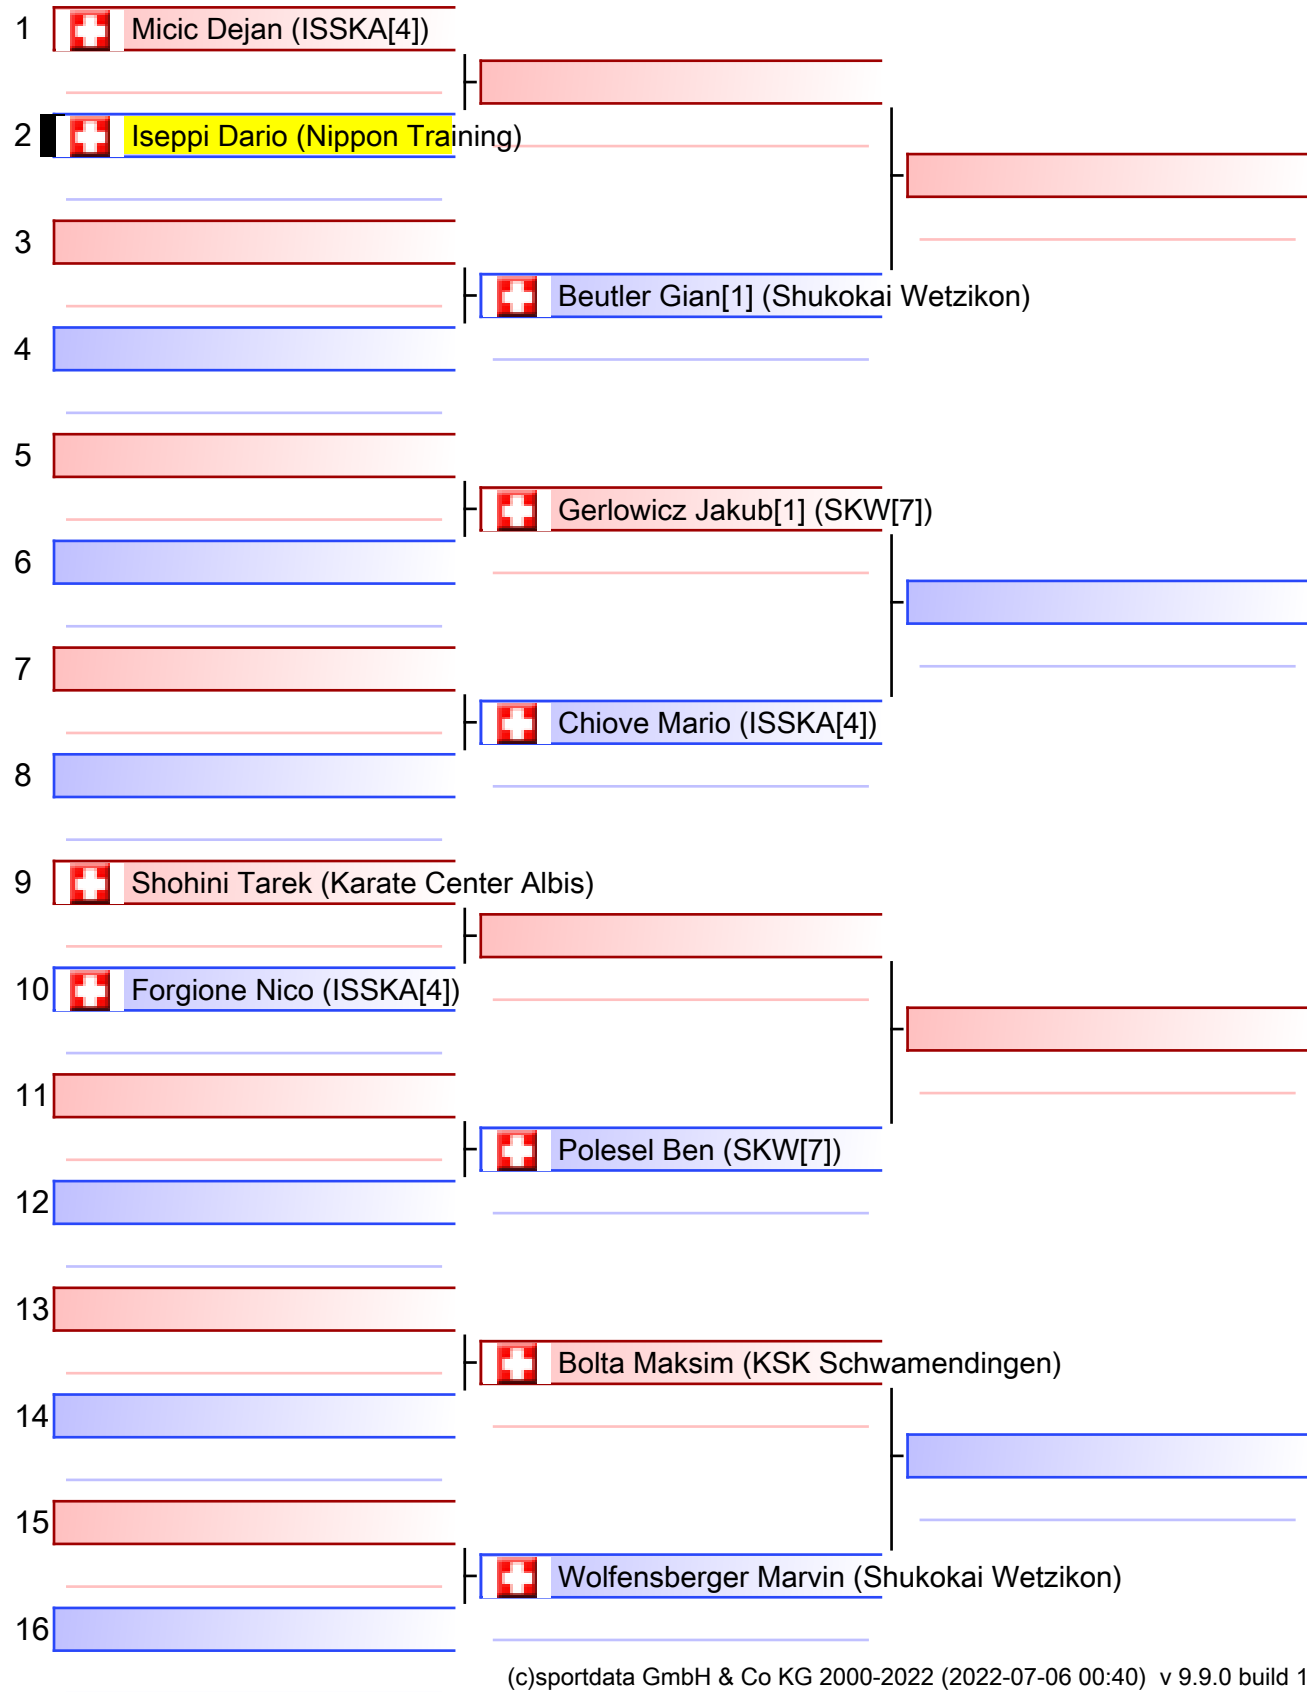 1 Micic Dejan (ISSKA[4])
2 Iseppi Dario (Nippon Training)
3
Beutler Gian[1] (Shukokai Wetzikon)
4
5
Gerlowicz Jakub[1] (SKW[7])
6
7
Chiove Mario (ISSKA[4])
8
9 Shohini Tarek (Karate Center Albis)
10 Forgione Nico (ISSKA[4])
11
Polesel Ben (SKW[7])
12
13
Bolta Maksim (KSK Schwamendingen)
14
15
Wolfensberger Marvin (Shukokai Wetzikon)
16
(c)sportdata GmbH & Co KG 2000-2022 (2022-07-06 00:40) v 9.9.0 build 1